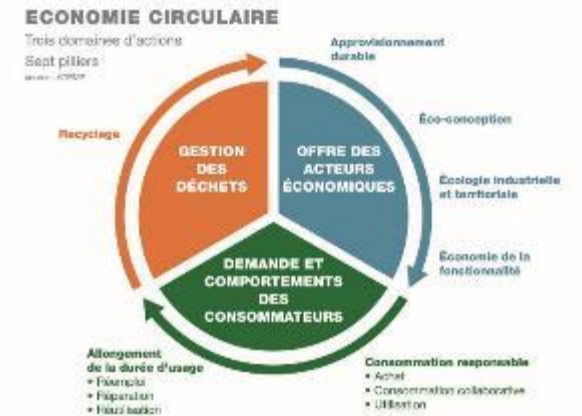 ECONOMIE CIRCULAIRE
Trois domaines d'actions
Sept pilliers
Approvisionnement
durable
Éco-conception
Écologie industrielle
et territoriale
Économie de la
fonctionnalité
Recyclage
GESTION
DES
DÉCHETS
OFFRE DES
ACTEURS
ÉCONOMIQUES
DEMANDE ET
COMPORTEMENTS
DES
CONSOMMATEURS
Allongement
de la durée d'usage
• Réemploi
• Réparation
• Réutilisation
Consommation responsable
• Achat
• Consommation collaborative
• Utilisation